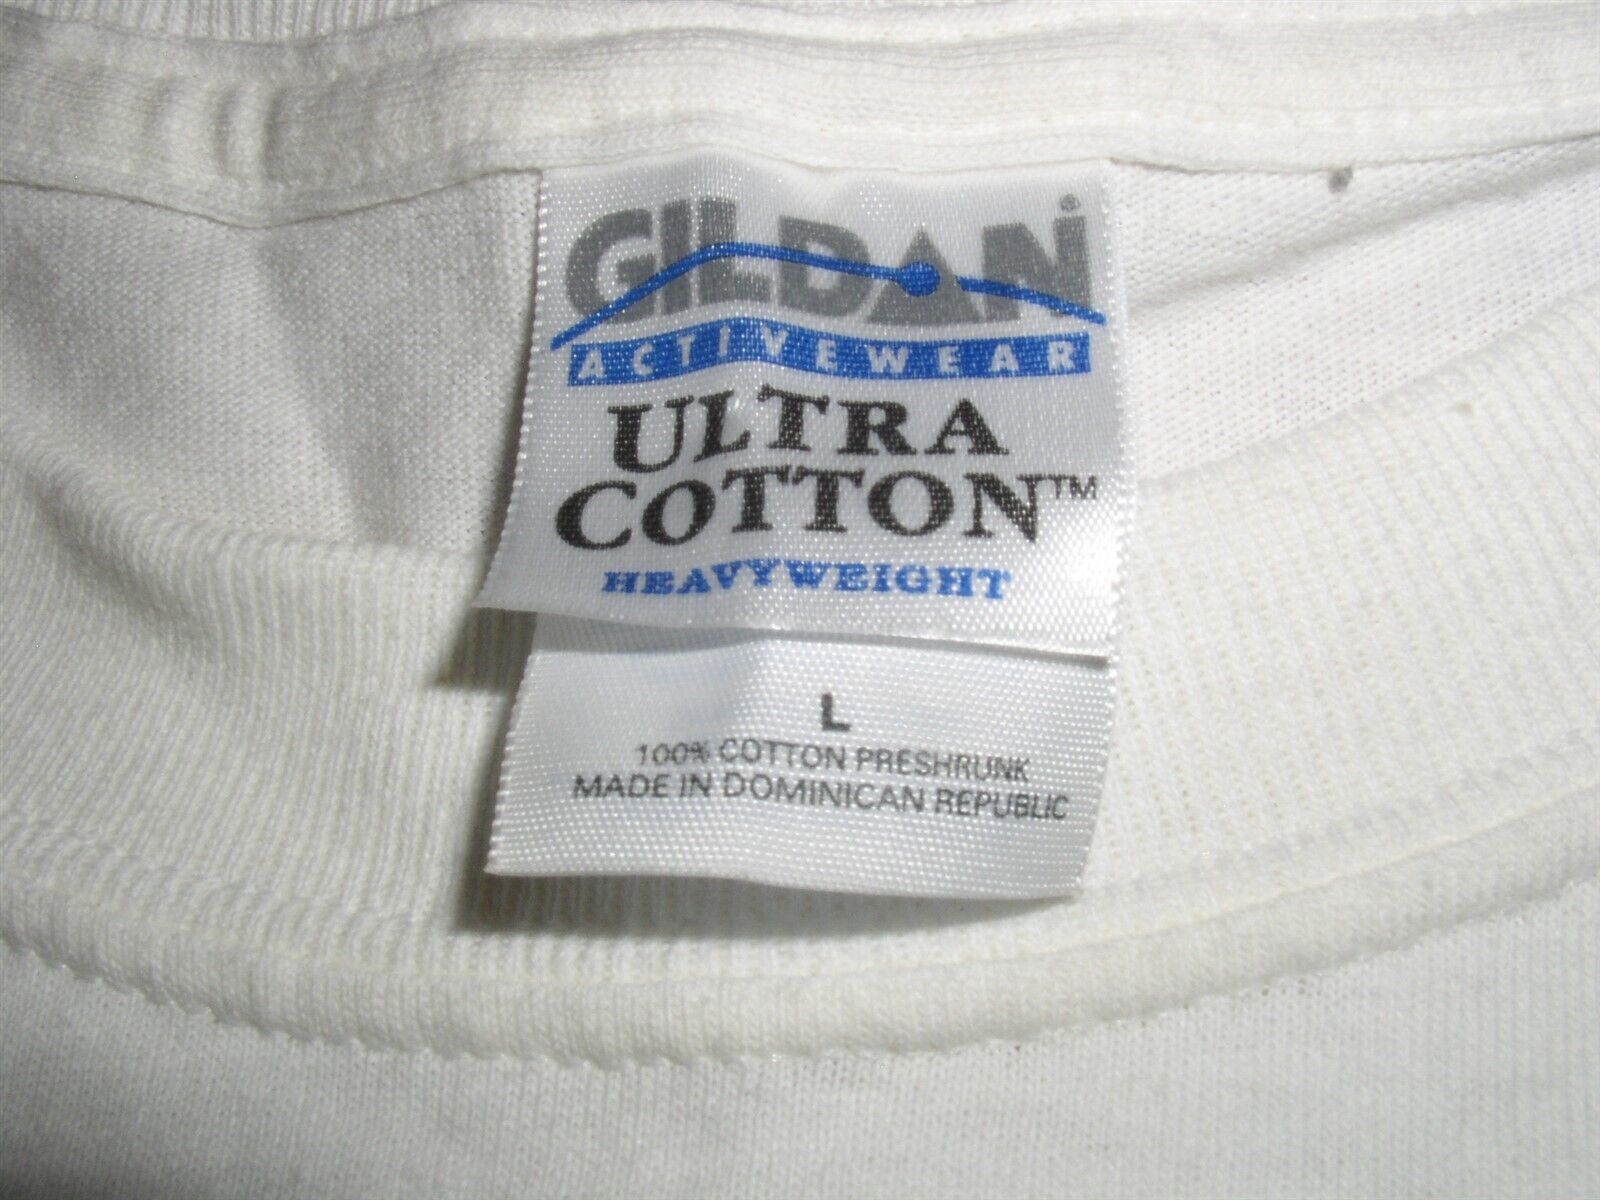 GILDAN®
ACTIVEWEAR
ULTRA
COTTON™
HEAVYWEIGHT
L
100% COTTON PRESHRUNK
MADE IN DOMINICAN REPUBLIC